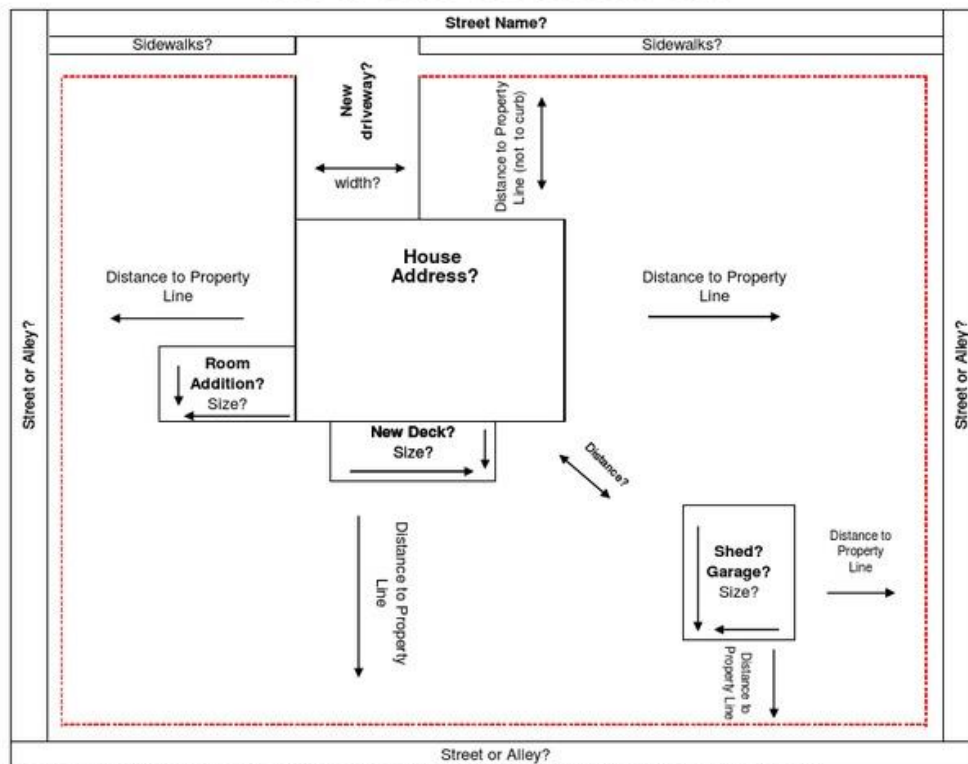 Street Name?
Sidewalks?
Sidewalks?
New
driveway?
width?
Distance to Property
Line (not to curb)
House
Address?
Distance to Property
Line
Distance to Property
Line
Street or Alley?
Street or Alley?
Room
Addition?
Size?
New Deck?
Size?
Distance?
Distance to Property
Line
Shed?
Garage?
Size?
Distance to
Property
Line
Distance to
Property Line
Street or Alley?